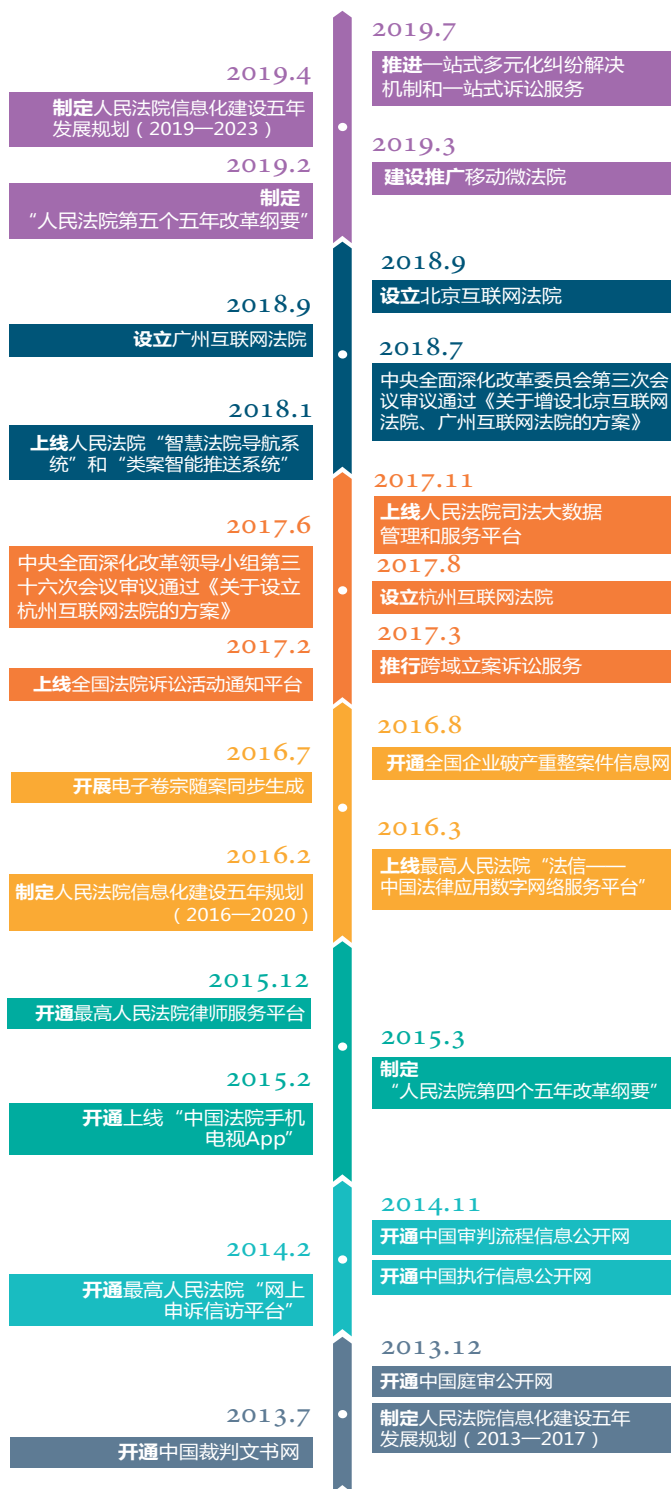 2019.7
推进一站式多元化纠纷解决
机制和一站式诉讼服务
2019.4
制定人民法院信息化建设五年
发展规划（2019—2023）
2019.3
建设推广移动微法院
2019.2
制定
“人民法院第五个五年改革纲要”
2018.9
设立北京互联网法院
2018.9
设立广州互联网法院
2018.7
中央全面深化改革委员会第三次会
议审议通过《关于增设北京互联网
法院、广州互联网法院的方案》
2018.1
上线人民法院“智慧法院导航系
统”和“类案智能推送系统”
2017.11
上线人民法院司法大数据
管理和服务平台
2017.8
设立杭州互联网法院
2017.6
中央全面深化改革领导小组第三
十六次会议审议通过《关于设立
杭州互联网法院的方案》
2017.3
推行跨域立案诉讼服务
2017.2
上线全国法院诉讼活动通知平台
2016.8
开通全国企业破产重整案件信息网
2016.7
开展电子卷宗随案同步生成
2016.3
上线最高人民法院“法信——
中国法律应用数字网络服务平台”
2016.2
制定人民法院信息化建设五年规划
（2016—2020）
2015.12
开通最高人民法院律师服务平台
2015.3
制定
“人民法院第四个五年改革纲要”
2015.2
开通上线“中国法院手机
电视App”
2014.11
开通中国审判流程信息公开网
开通中国执行信息公开网
2014.2
开通最高人民法院“网上
申诉信访平台”
2013.12
开通中国庭审公开网
制定人民法院信息化建设五年
发展规划（2013—2017）
2013.7
开通中国裁判文书网